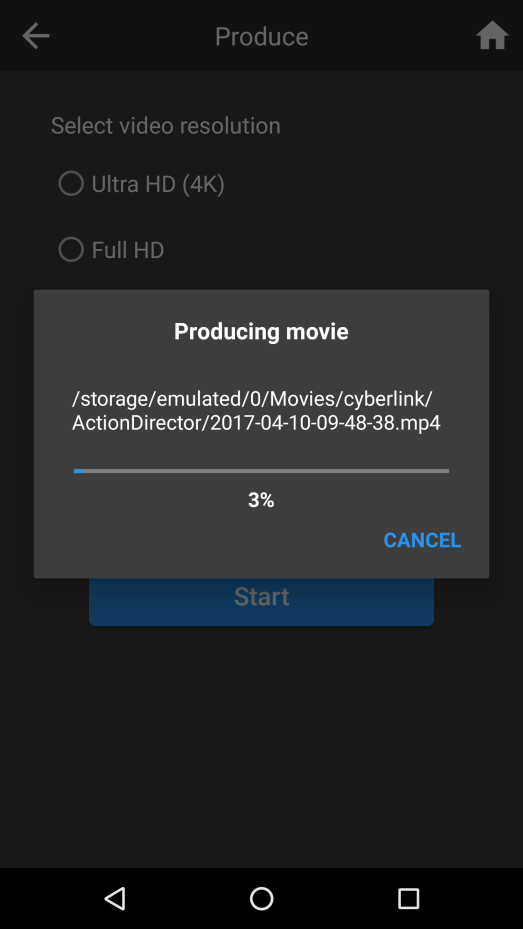 Produce
Select video resolution
Ultra HD (4K)
Full HD
Producing movie
/storage/emulated/0/Movies/cyberlink/
ActionDirector/2017-04-10-09-48-38.mp4
3%
CANCEL
Start